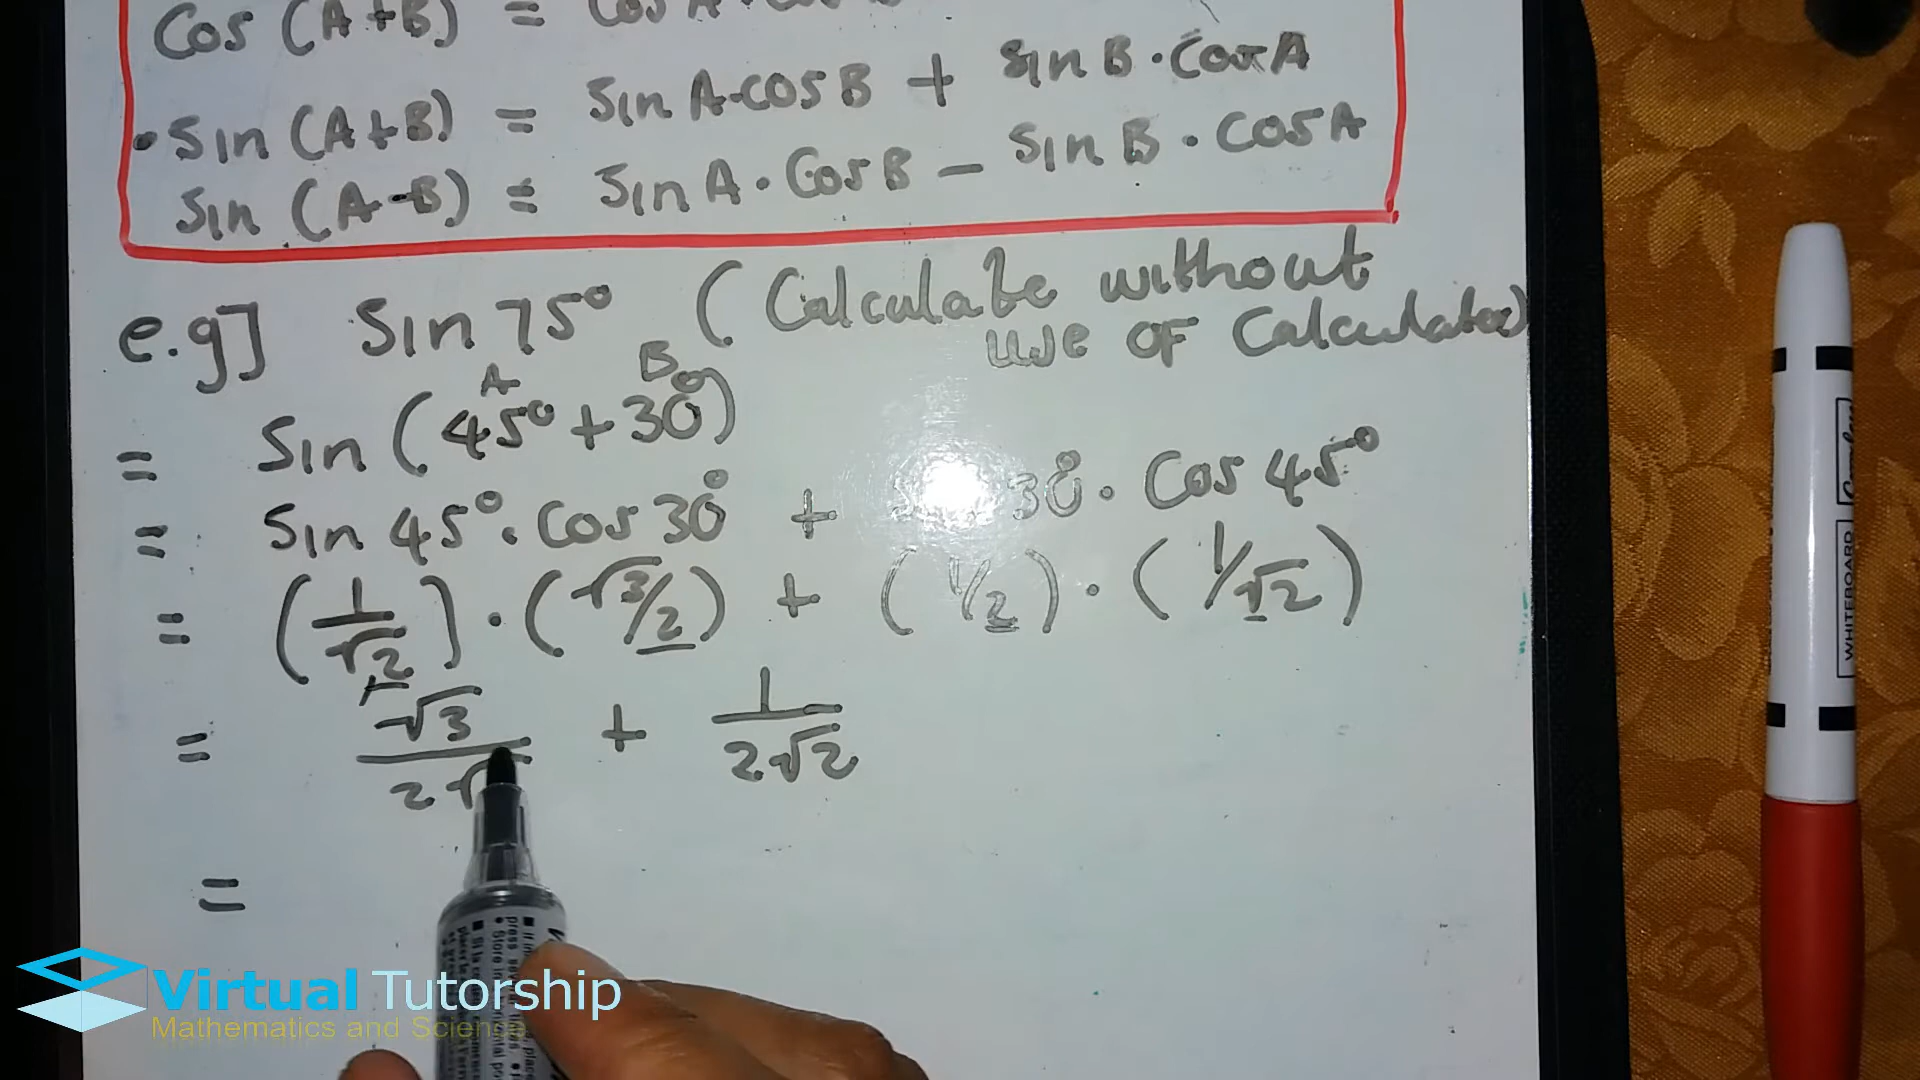 Cos (A+B) = Cos A ·
• Sin (A+B) = Sin A·cos B + Sin B · Cos A
Sin (A-B) = Sin A · Cos B - Sin B · Cos A
e.g] Sin 75° (Calculate without use of Calculator)
A B
= Sin (45° + 30°)
= Sin 45° · Cos 30° + 30° · Cos 45°
= (1/√2) · (√3/2) + (1/2) · (1/√2)
= √3/2√ + 1/2√2
=
Virtual Tutorship
Mathematics and Science
WHITEBOARD